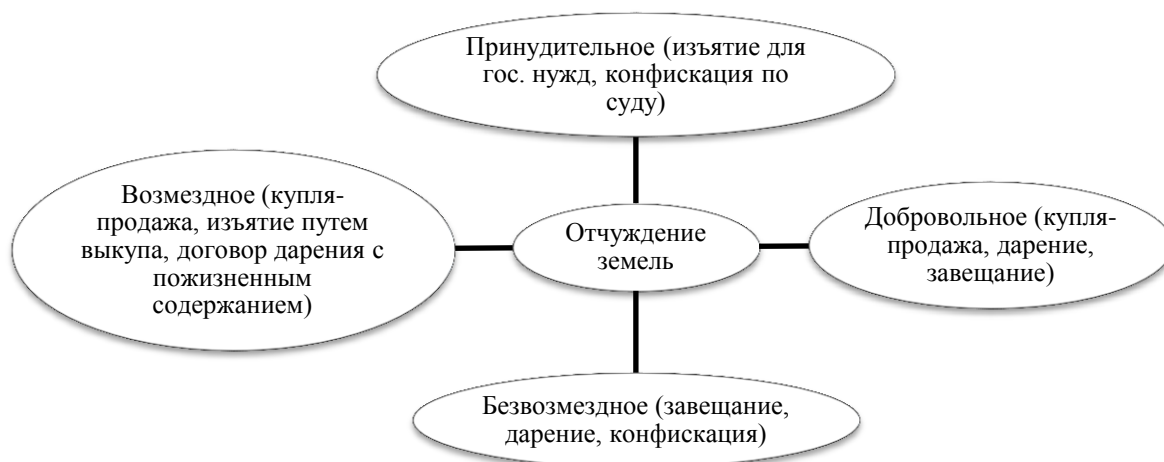 Принудительное (изъятие для
гос. нужд, конфискация по
суду)
Возмездное (купля-
продажа, изъятие путем
выкупа, договор дарения с
пожизненным
содержанием)
Отчуждение
земель
Добровольное (купля-
продажа, дарение,
завещание)
Безвозмездное (завещание,
дарение, конфискация)